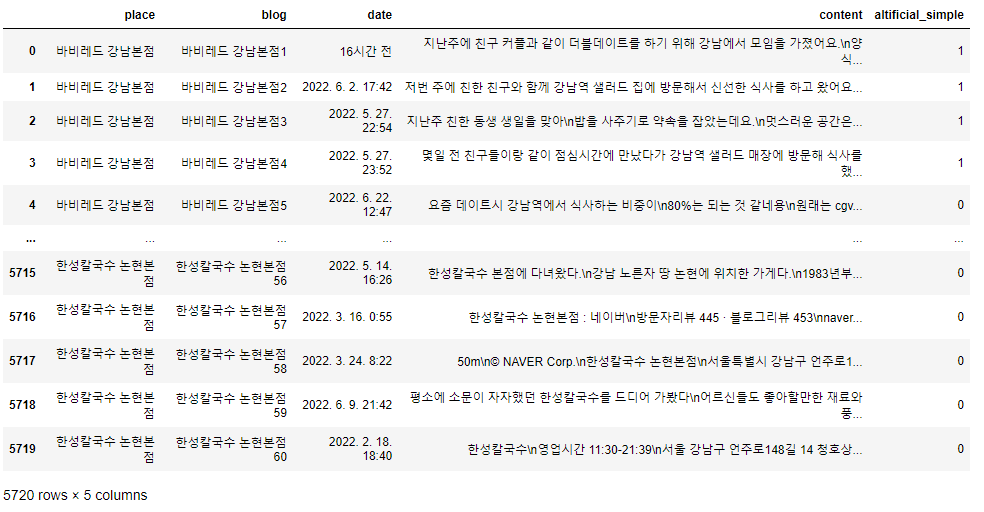 place blog date content altificial_simple
0 바비레드 강남본점 바비레드 강남본점1 16시간 전 지난주에 친구 커플과 같이 더블데이트를 하기 위해 강남에서 모임을 가졌어요.\n양
식...
1
1 바비레드 강남본점 바비레드 강남본점2 2022. 6. 2. 17:42 저번 주에 친한 친구와 함께 강남역 샐러드 집에 방문해서 신선한 식사를 하고 왔어요... 1
2 바비레드 강남본점 바비레드 강남본점3 2022. 5. 27.
22:54
지난주 친한 동생 생일을 맞아\n밥을 사주기로 약속을 잡았는데요.\n멋스러운 공간은... 1
3 바비레드 강남본점 바비레드 강남본점4 2022. 5. 27.
23:52
몇일 전 친구들이랑 같이 점심시간에 만났다가 강남역 샐러드 매장에 방문해 식사를
했...
1
4 바비레드 강남본점 바비레드 강남본점5 2022. 6. 22.
12:47
요즘 데이트시 강남역에서 식사하는 비중이\n80%는 되는 것 같네용\n원래는 cgv... 0
... ... ... ... ... ...
5715 한성칼국수 논현본
점
한성칼국수 논현본점
56
2022. 5. 14.
16:26
한성칼국수 본점에 다녀왔다.\n강남 노른자 땅 논현에 위치한 가게다.\n1983년부... 0
5716 한성칼국수 논현본
점
한성칼국수 논현본점
57
2022. 3. 16. 0:55 한성칼국수 논현본점 : 네이버\n방문자리뷰 445 · 블로그리뷰 453\nnaver... 0
5717 한성칼국수 논현본
점
한성칼국수 논현본점
58
2022. 3. 24. 8:22 50m\n© NAVER Corp.\n한성칼국수 논현본점\n서울특별시 강남구 언주로1... 0
5718 한성칼국수 논현본
점
한성칼국수 논현본점
59
2022. 6. 9. 21:42 평소에 소문이 자자했던 한성칼국수를 드디어 가봤다\n어르신들도 좋아할만한 재료와
풍...
0
5719 한성칼국수 논현본
점
한성칼국수 논현본점
60
2022. 2. 18.
18:40
한성칼국수\n영업시간 11:30-21:39\n서울 강남구 언주로148길 14 청호상... 0
5720 rows × 5 columns